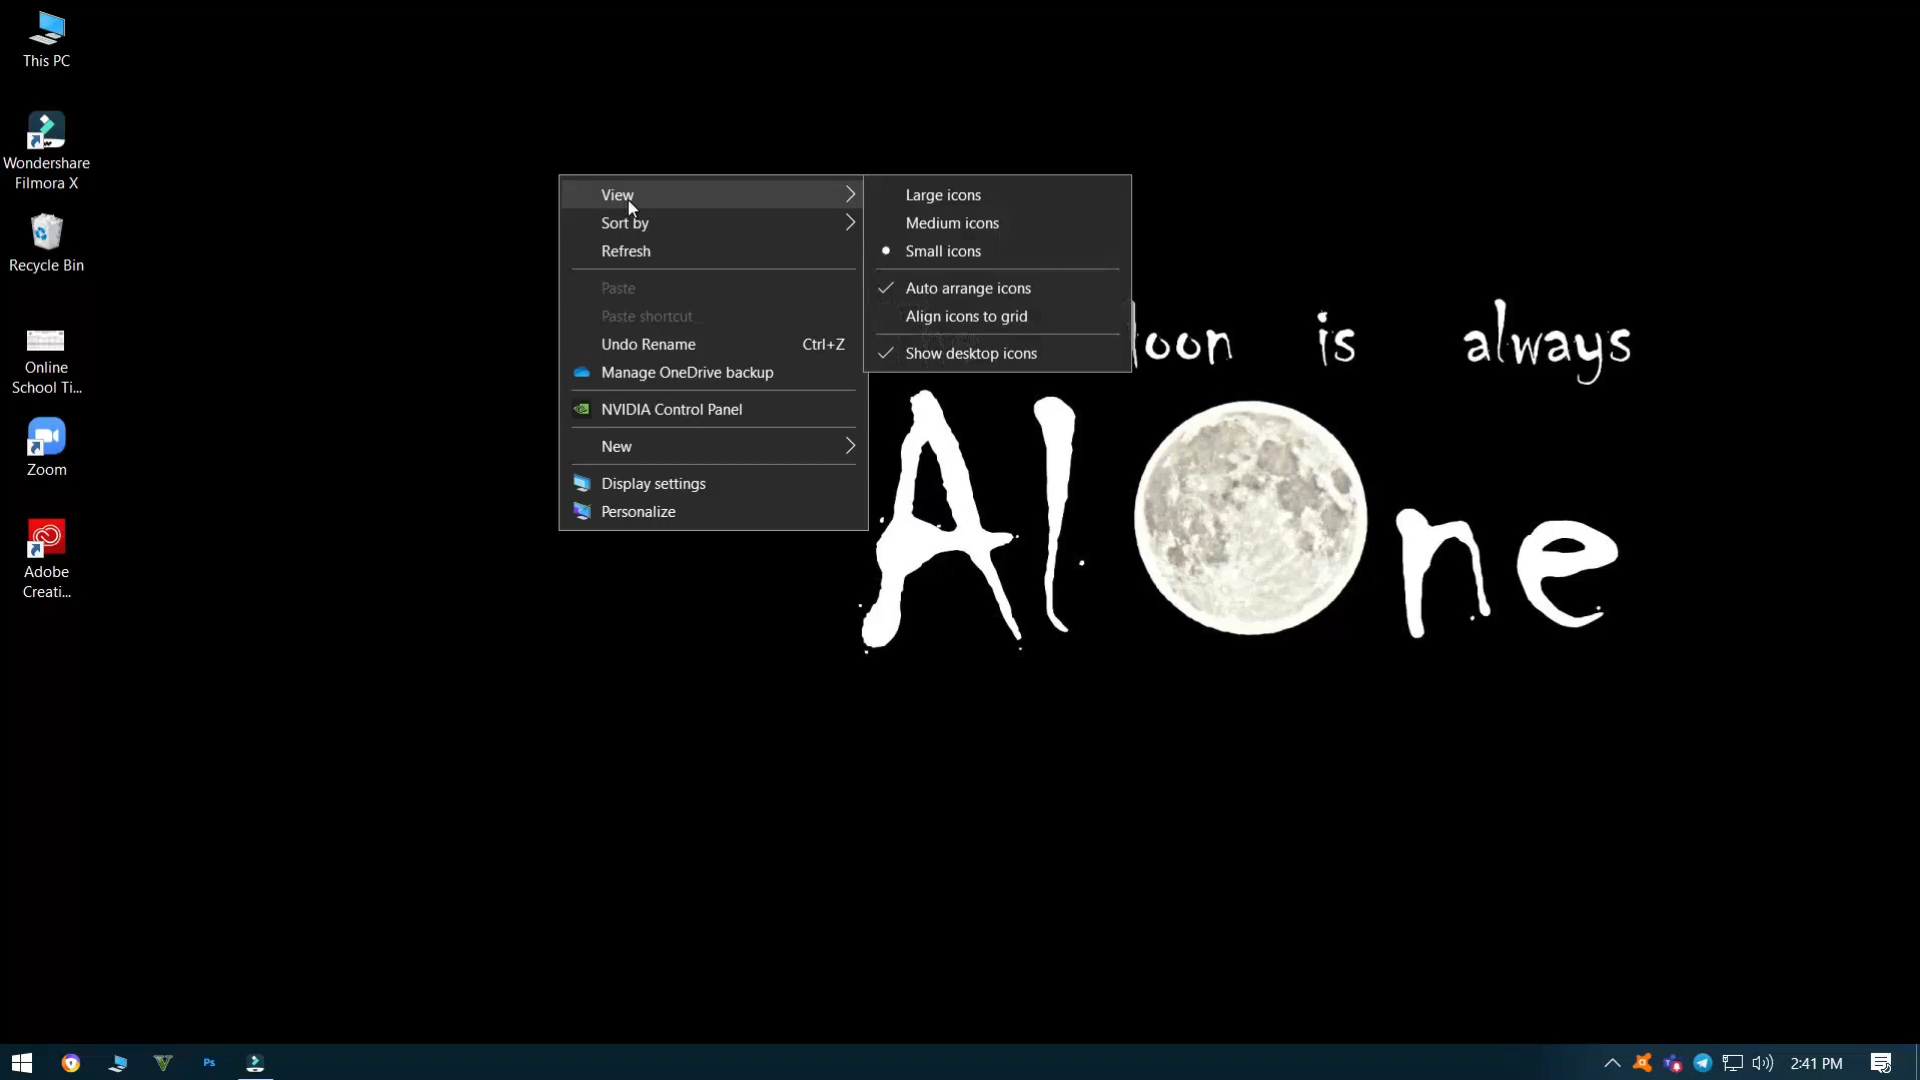 This PC
Wondershare
Filmora X
Recycle Bin
Online
School Ti...
Zoom
Adobe
Creati...
View
Sort by
Refresh
Paste
Paste shortcut
Undo Rename Ctrl+Z
Manage OneDrive backup
NVIDIA Control Panel
New
Display settings
Personalize
Large icons
Medium icons
Small icons
Auto arrange icons
Align icons to grid
Show desktop icons
oon is always
Alone
Ps
2:41 PM